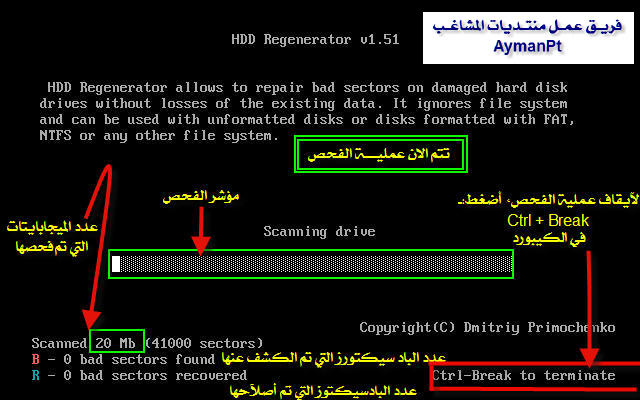 HDD Regenerator v1.51
فريق عمل منتديات المشاغب
AymanPt
HDD Regenerator allows to repair bad sectors on damaged hard disk
drives without losses of the existing data. It ignores file system
and can be used with unformatted disks or disks formatted with FAT,
NTFS or any other file system.
تتم الان عملية الفحص
مؤشر الفحص
لأيقاف عملية الفحص، أضغط:ـ
Ctrl + Break
في الكيبورد
عدد الميجابايتات
التي تم فحصها
Scanning drive
Copyright(C) Dmitriy Primochenko
Scanned 20 Mb (41000 sectors)
B - 0 bad sectors found
عدد الباد سيكتورز التي تم الكشف عنها
R - 0 bad sectors recovered
Ctrl-Break to terminate
عدد البادسيكتوز التي تم أصلاحها